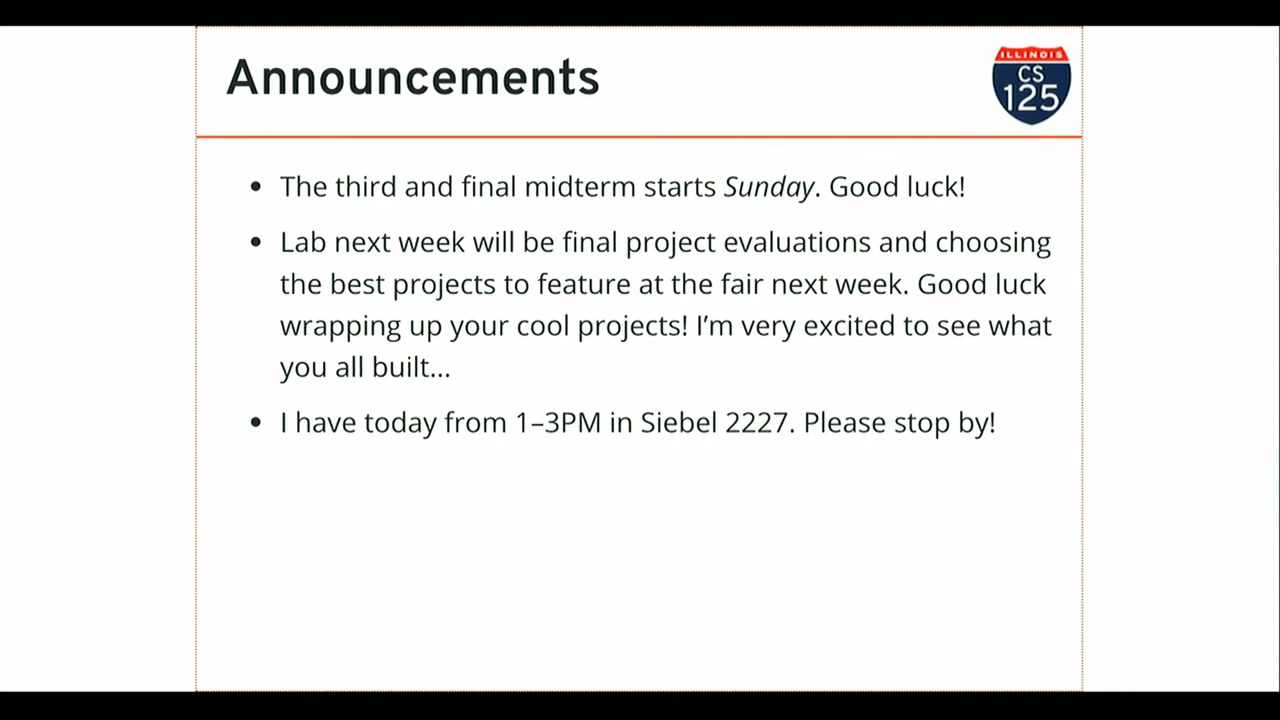 Announcements
ILLINOIS
CS
125
The third and final midterm starts Sunday. Good luck!
Lab next week will be final project evaluations and choosing
the best projects to feature at the fair next week. Good luck
wrapping up your cool projects! I’m very excited to see what
you all built…
I have today from 1–3PM in Siebel 2227. Please stop by!